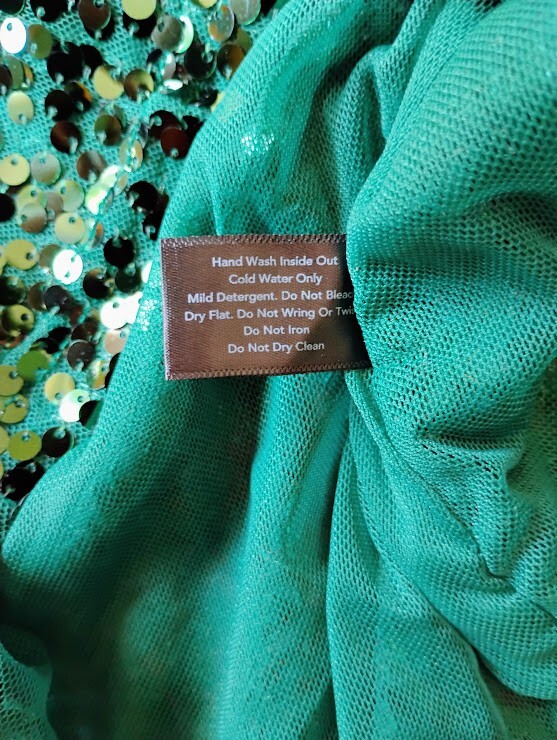 Hand Wash Inside Out
Cold Water Only
Mild Detergent. Do Not Bleac
Dry Flat. Do Not Wring Or Twis
Do Not Iron
Do Not Dry Clean